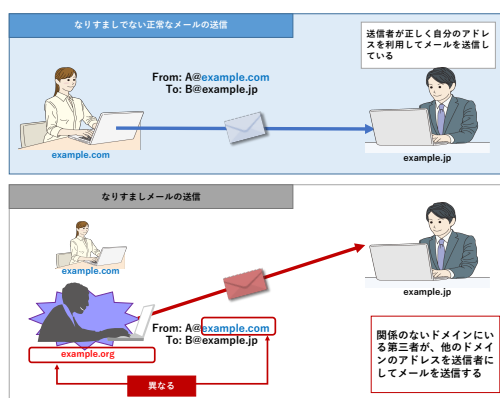 なりすましでない正常なメールの送信
送信者が正しく自分のアドレ
スを利用してメールを送信し
ている
From: A@example.com
To: B@example.jp
example.com
example.jp
なりすましメールの送信
example.com
example.jp
From: A@example.com
To: B@example.jp
example.org
異なる
関係のないドメインにい
る第三者が、他のドメイ
ンのアドレスを送信者に
してメールを送信する